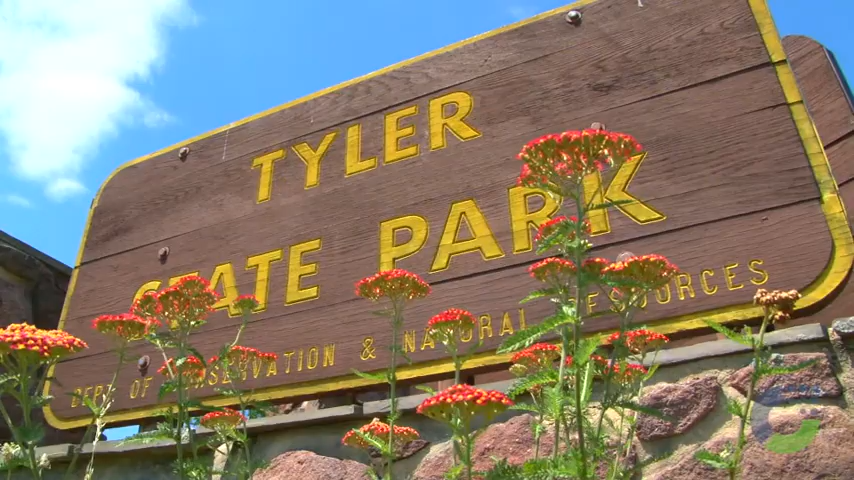 TYLER
STATE PARK
DEPT OF CONSERVATION & NATURAL RESOURCES